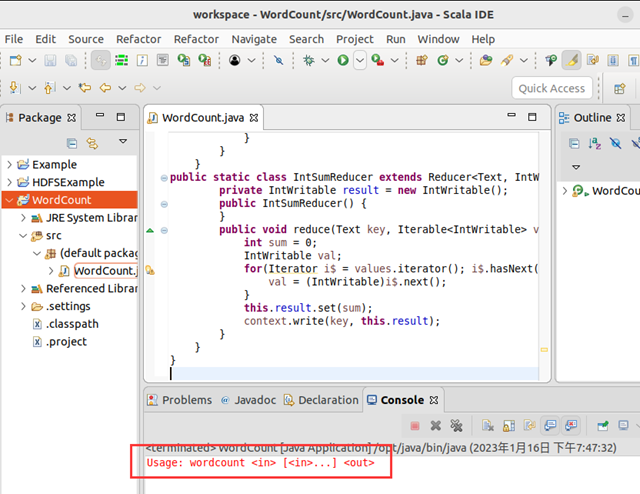 workspace - WordCount/src/WordCount.java - Scala IDE
File Edit Source Refactor Refactor Navigate Search Project Run Window Help
Quick Access
Package
WordCount.java
Outline
Example
HDFSExample
WordCount
JRE System Librar
src
(default packag
WordCount.j
Referenced Librar
.settings
.classpath
.project
}
}
}
public static class IntSumReducer extends Reducer<Text, IntW
private IntWritable result = new IntWritable();
public IntSumReducer() {
}
public void reduce(Text key, Iterable<IntWritable> v
int sum = 0;
IntWritable val;
for(Iterator i$ = values.iterator(); i$.hasNext(
val = (IntWritable)i$.next();
}
this.result.set(sum);
context.write(key, this.result);
}
}
}
WordCou
Problems Javadoc Declaration Console
<terminated> WordCount [Java Application] /opt/java/bin/java (2023年1月16日 下午7:47:32)
Usage: wordcount <in> [<in>...] <out>